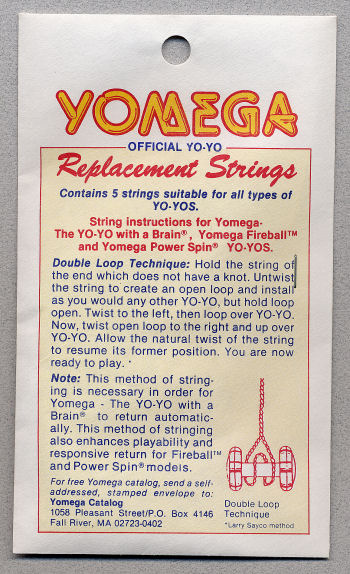 YOMEGA
OFFICIAL YO-YO
Replacement Strings
Contains 5 strings suitable for all types of
YO-YOS.
String instructions for Yomega-
The YO-YO with a Brain®, Yomega Fireball™
and Yomega Power Spin® YO-YOS.
Double Loop Technique: Hold the string of
the end which does not have a knot. Untwist
the string to create an open loop and install
as you would any other YO-YO, but hold loop
open. Twist to the left, then loop over YO-YO.
Now, twist open loop to the right and up over
YO-YO. Allow the natural twist of the string
to resume its former position. You are now
ready to play. *
Note: This method of string-
ing is necessary in order for
Yomega - The YO-YO with a
Brain® to return automatic-
ally. This method of stringing
also enhances playability and
responsive return for Fireball™
and Power Spin® models.
For free Yomega catalog, send a self-
addressed, stamped envelope to:
Yomega Catalog
1058 Pleasant Street/P.O. Box 4146
Fall River, MA 02723-0402
Double Loop
Technique
*Larry Sayco method